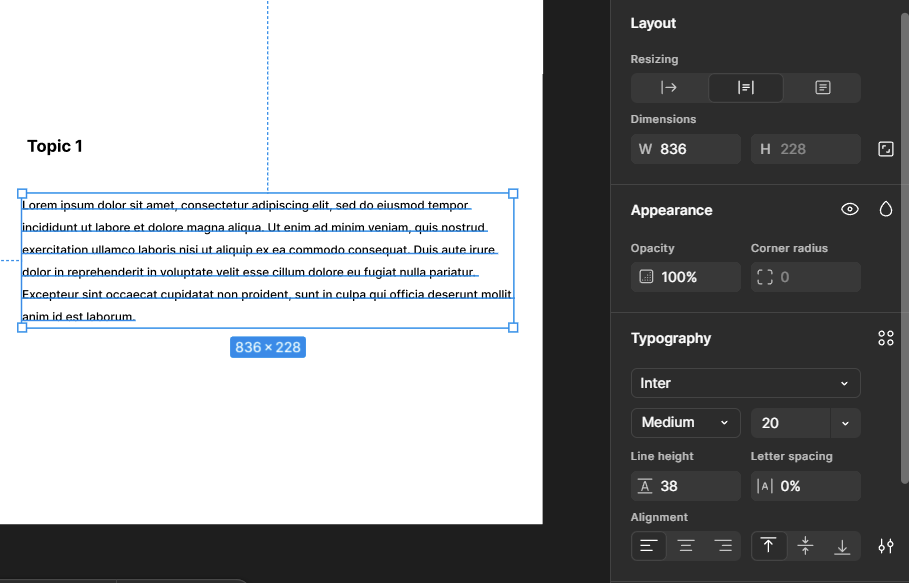 Topic 1
Lorem ipsum dolor sit amet, consectetur adipiscing elit, sed do eiusmod tempor
incididunt ut labore et dolore magna aliqua. Ut enim ad minim veniam, quis nostrud
exercitation ullamco laboris nisi ut aliquip ex ea commodo consequat. Duis aute irure
dolor in reprehenderit in voluptate velit esse cillum dolore eu fugiat nulla pariatur.
Excepteur sint occaecat cupidatat non proident, sunt in culpa qui officia deserunt mollit
anim id est laborum.
836 × 228
Layout
Resizing
Dimensions
W 836 H 228
Appearance
Opacity Corner radius
100% 0
Typography
Inter
Medium 20
Line height Letter spacing
A 38 |A| 0%
Alignment